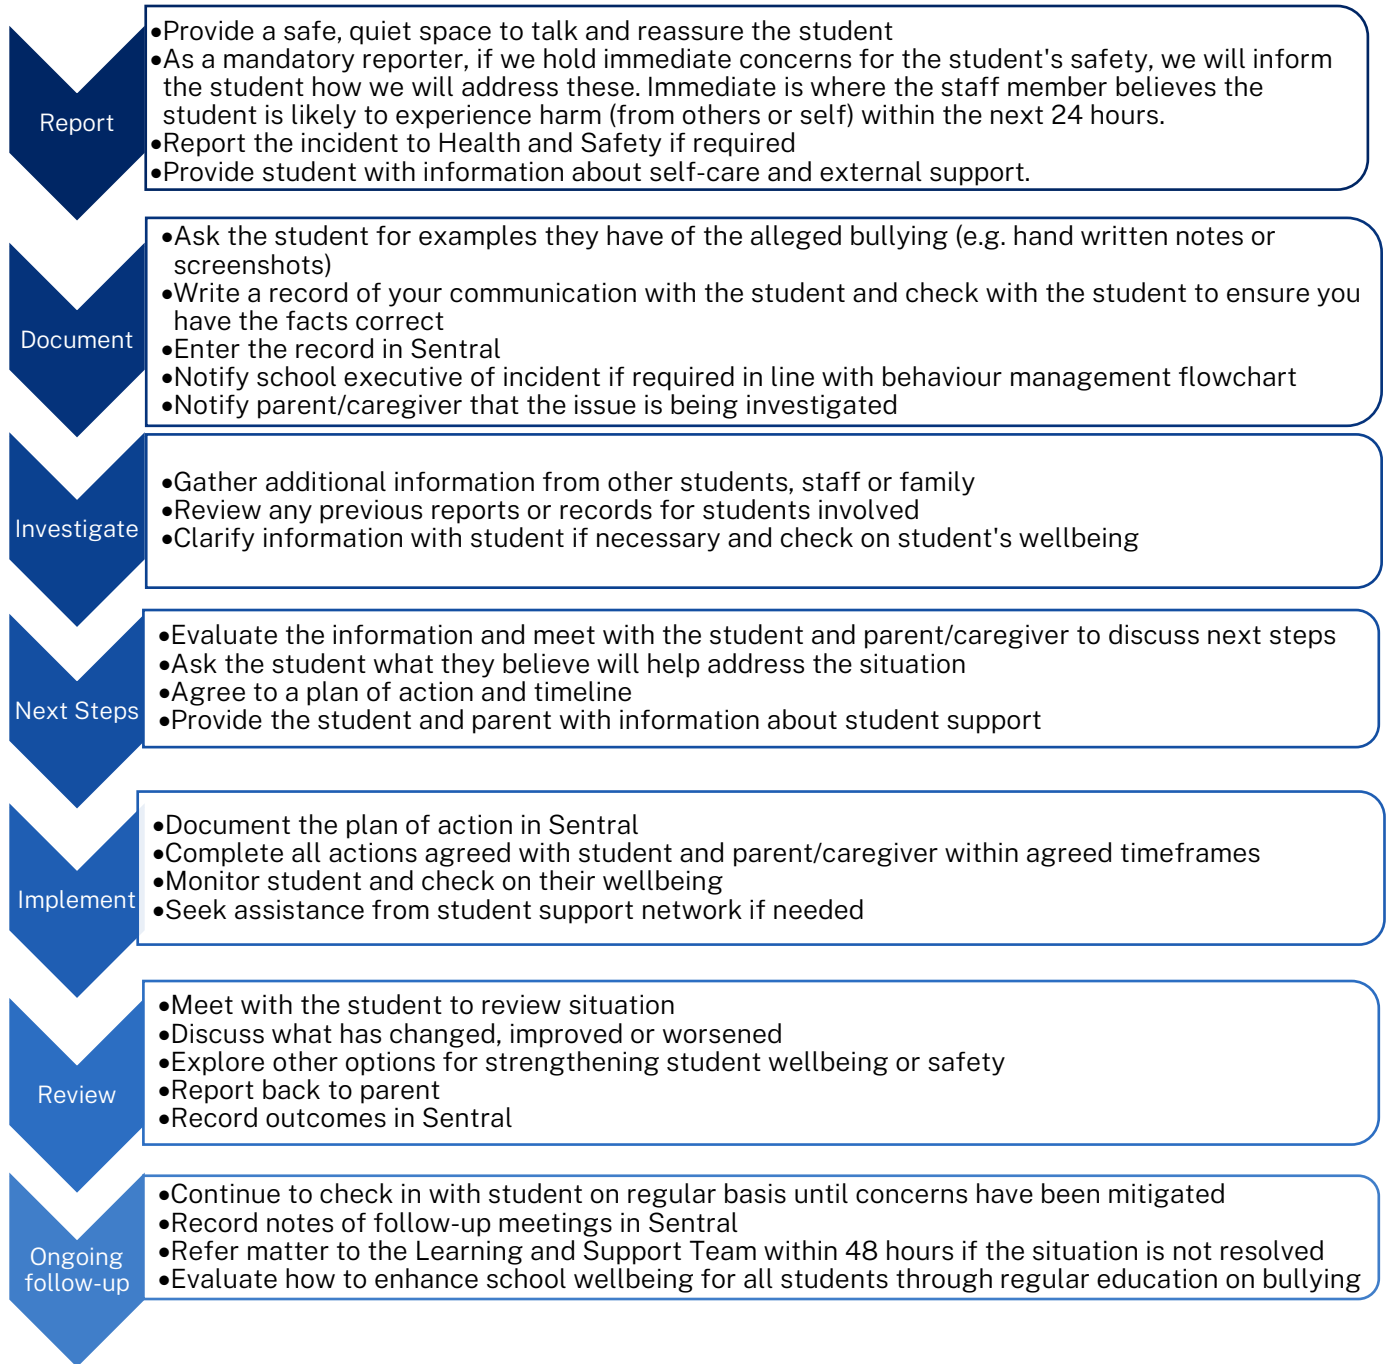 Report
•Provide a safe, quiet space to talk and reassure the student
•As a mandatory reporter, if we hold immediate concerns for the student's safety, we will inform
the student how we will address these. Immediate is where the staff member believes the
student is likely to experience harm (from others or self) within the next 24 hours.
•Report the incident to Health and Safety if required
•Provide student with information about self-care and external support.
Document
•Ask the student for examples they have of the alleged bullying (e.g. hand written notes or
screenshots)
•Write a record of your communication with the student and check with the student to ensure you
have the facts correct
•Enter the record in Sentral
•Notify school executive of incident if required in line with behaviour management flowchart
•Notify parent/caregiver that the issue is being investigated
Investigate
•Gather additional information from other students, staff or family
•Review any previous reports or records for students involved
•Clarify information with student if necessary and check on student's wellbeing
Next Steps
•Evaluate the information and meet with the student and parent/caregiver to discuss next steps
•Ask the student what they believe will help address the situation
•Agree to a plan of action and timeline
•Provide the student and parent with information about student support
Implement
•Document the plan of action in Sentral
•Complete all actions agreed with student and parent/caregiver within agreed timeframes
•Monitor student and check on their wellbeing
•Seek assistance from student support network if needed
Review
•Meet with the student to review situation
•Discuss what has changed, improved or worsened
•Explore other options for strengthening student wellbeing or safety
•Report back to parent
•Record outcomes in Sentral
Ongoing
follow-up
•Continue to check in with student on regular basis until concerns have been mitigated
•Record notes of follow-up meetings in Sentral
•Refer matter to the Learning and Support Team within 48 hours if the situation is not resolved
•Evaluate how to enhance school wellbeing for all students through regular education on bullying